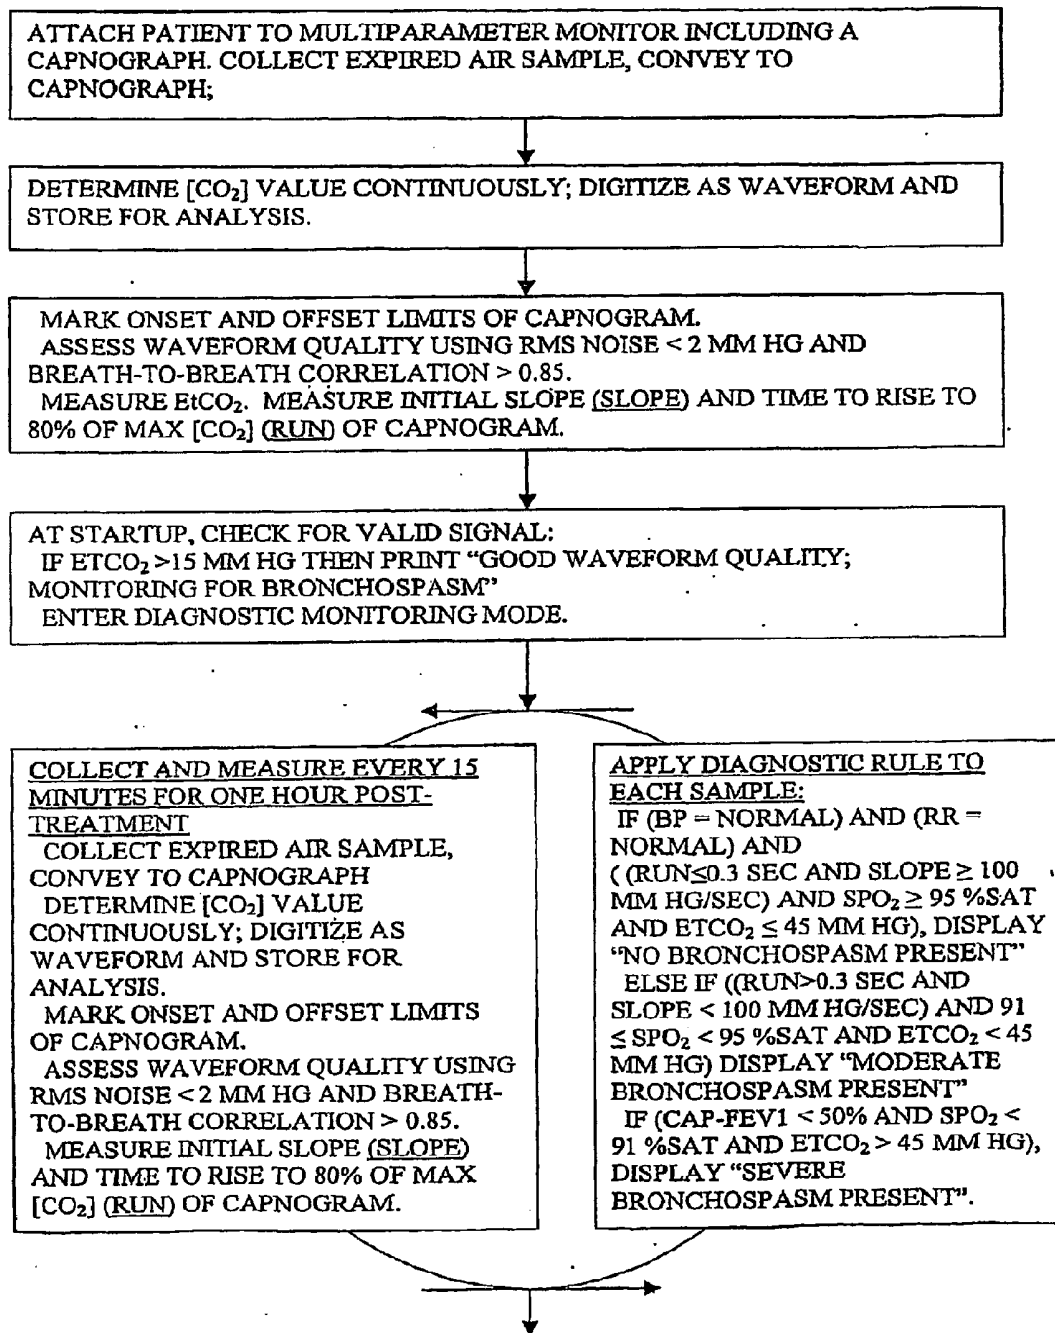 ATTACH PATIENT TO MULTIPARAMETER MONITOR INCLUDING A
CAPNOGRAPH. COLLECT EXPIRED AIR SAMPLE, CONVEY TO
CAPNOGRAPH;
DETERMINE [CO₂] VALUE CONTINUOUSLY; DIGITIZE AS WAVEFORM AND
STORE FOR ANALYSIS.
MARK ONSET AND OFFSET LIMITS OF CAPNOGRAM.
ASSESS WAVEFORM QUALITY USING RMS NOISE < 2 MM HG AND
BREATH-TO-BREATH CORRELATION > 0.85.
MEASURE EtCO₂. MEASURE INITIAL SLOPE (SLOPE) AND TIME TO RISE TO
80% OF MAX [CO₂] (RUN) OF CAPNOGRAM.
AT STARTUP, CHECK FOR VALID SIGNAL:
IF ETCO₂ >15 MM HG THEN PRINT “GOOD WAVEFORM QUALITY;
MONITORING FOR BRONCHOSPASM”
ENTER DIAGNOSTIC MONITORING MODE.
COLLECT AND MEASURE EVERY 15
MINUTES FOR ONE HOUR POST-
TREATMENT
COLLECT EXPIRED AIR SAMPLE,
CONVEY TO CAPNOGRAPH
DETERMINE [CO₂] VALUE
CONTINUOUSLY; DIGITIZE AS
WAVEFORM AND STORE FOR
ANALYSIS.
MARK ONSET AND OFFSET LIMITS
OF CAPNOGRAM.
ASSESS WAVEFORM QUALITY USING
RMS NOISE < 2 MM HG AND BREATH-
TO-BREATH CORRELATION > 0.85.
MEASURE INITIAL SLOPE (SLOPE)
AND TIME TO RISE TO 80% OF MAX
[CO₂] (RUN) OF CAPNOGRAM.
APPLY DIAGNOSTIC RULE TO
EACH SAMPLE:
IF (BP = NORMAL) AND (RR =
NORMAL) AND
( (RUN≤0.3 SEC AND SLOPE ≥ 100
MM HG/SEC) AND SPO₂ ≥ 95 %SAT
AND ETCO₂ ≤ 45 MM HG), DISPLAY
“NO BRONCHOSPASM PRESENT”
ELSE IF ((RUN>0.3 SEC AND
SLOPE < 100 MM HG/SEC) AND 91
≤ SPO₂ < 95 %SAT AND ETCO₂ < 45
MM HG) DISPLAY “MODERATE
BRONCHOSPASM PRESENT”
IF (CAP-FEV1 < 50% AND SPO₂ <
91 %SAT AND ETCO₂ > 45 MM HG),
DISPLAY “SEVERE
BRONCHOSPASM PRESENT”.